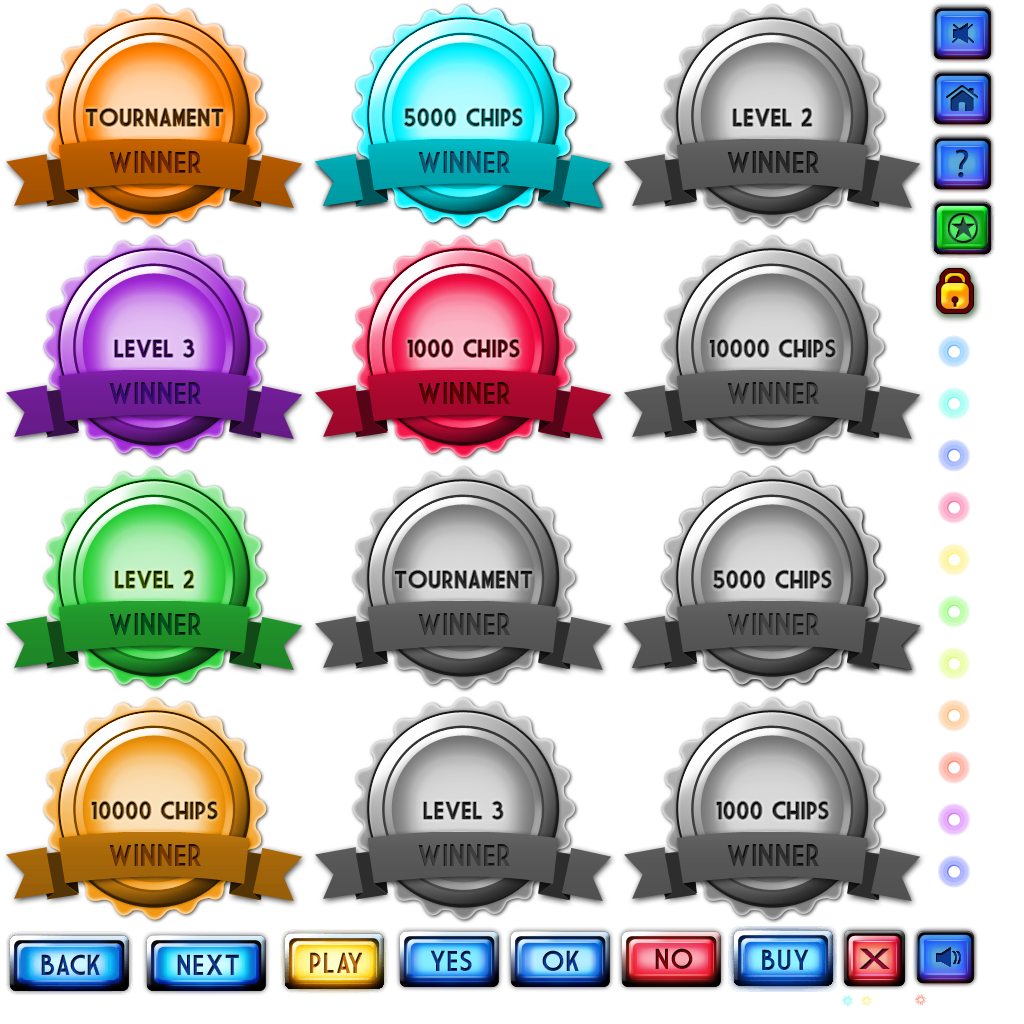 TOURNAMENT
WINNER
5000 CHIPS
WINNER
LEVEL 2
WINNER
?
LEVEL 3
WINNER
1000 CHIPS
WINNER
10000 CHIPS
WINNER
LEVEL 2
WINNER
TOURNAMENT
WINNER
5000 CHIPS
WINNER
10000 CHIPS
WINNER
LEVEL 3
WINNER
1000 CHIPS
WINNER
BACK
NEXT
PLAY
YES
OK
NO
BUY
X